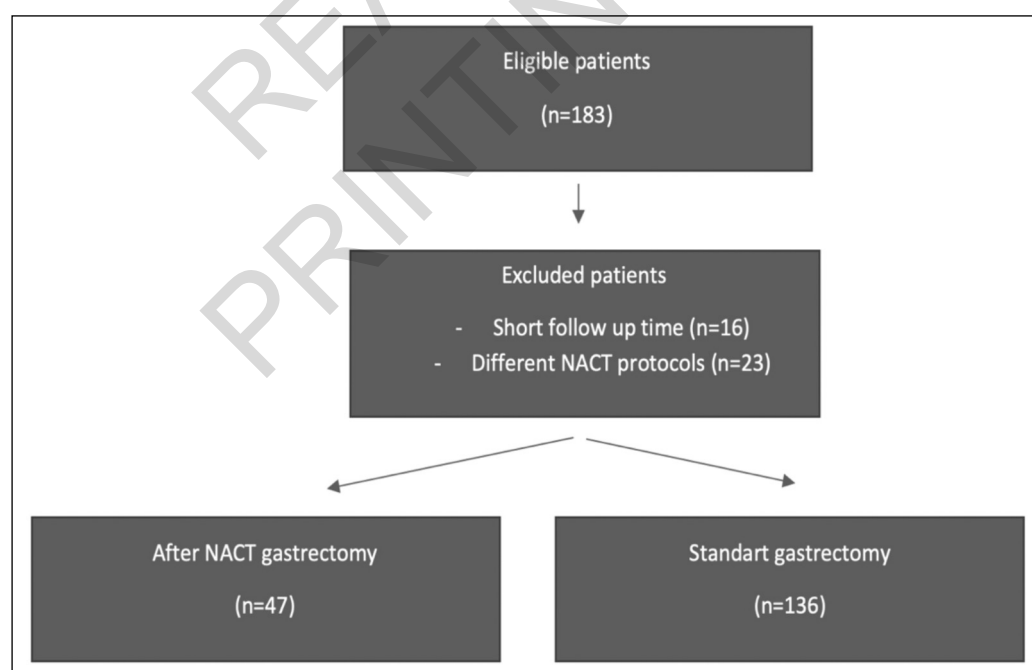 Eligible patients
(n=183)
Excluded patients
- Short follow up time (n=16)
- Different NACT protocols (n=23)
After NACT gastrectomy
(n=47)
Standart gastrectomy
(n=136)
PRINTIN